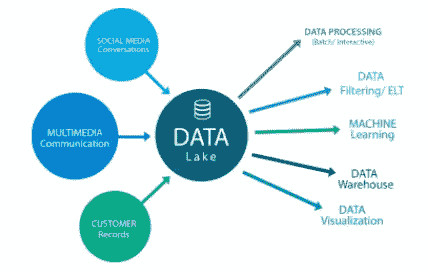 SOCIAL MEDIA
Conversations
MULTIMEDIA
Communication
CUSTOMER
Records
DATA
Lake
DATA PROCESSING
(Batch/ Interactive)
DATA
Filtering/ ELT
MACHINE
Learning
DATA
Warehouse
DATA
Visualization